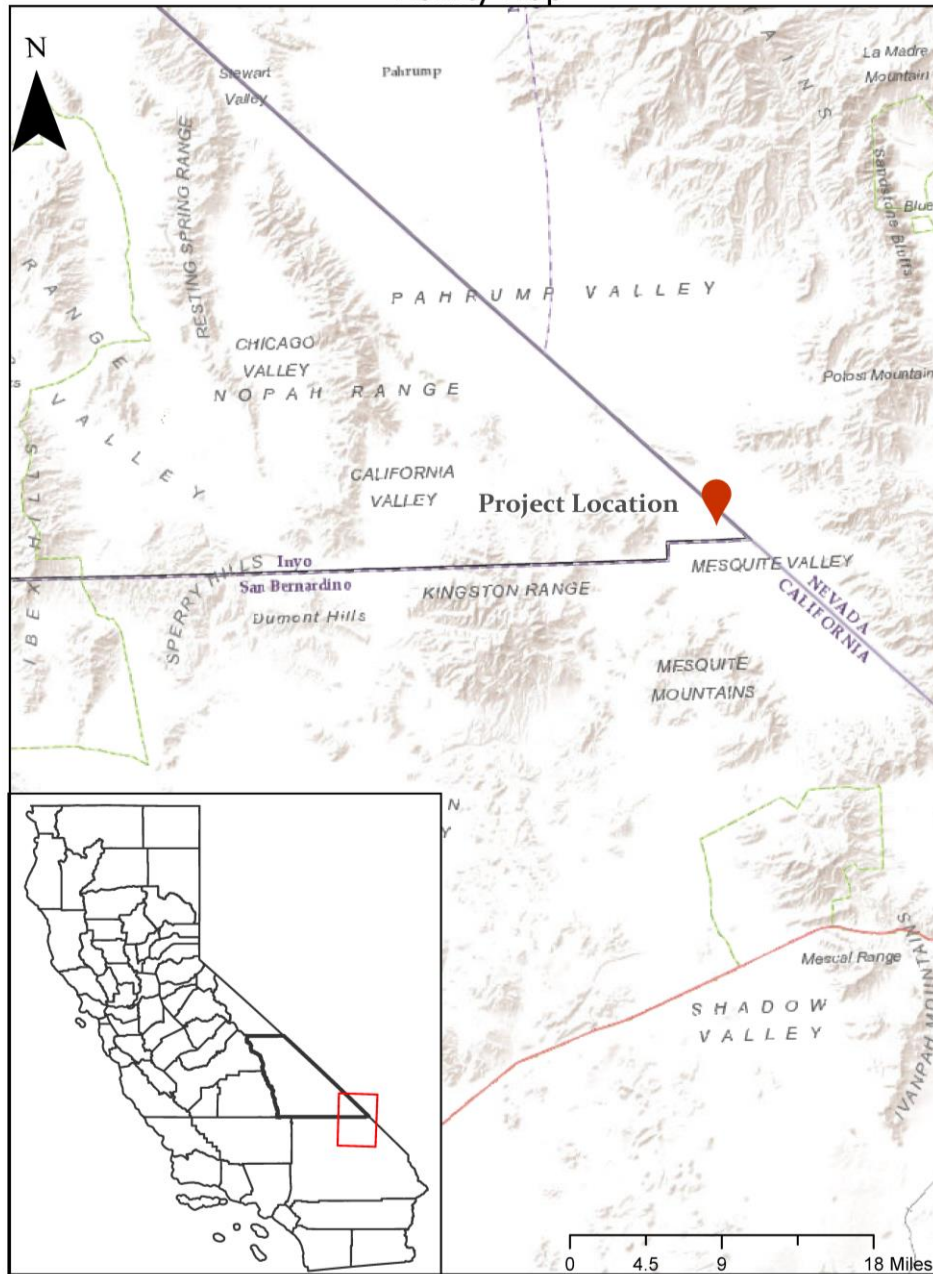 N
Stewart
Valley
Pahrump
A I N S
La Madre
Mountain
RESTING SPRING RANGE
Sandstone Bluffs
Blue
RANGE
PAHRUMP VALLEY
CHICAGO
VALLEY
NOPAH RANGE
Polosi Mountain
VALLEY
CALIFORNIA
VALLEY
Project Location
IBEX HILLS
SPERRY HILLS
Inyo
San Bernardino
Dumont Hills
KINGSTON RANGE
MESQUITE VALLEY
NEVADA
CALIFORNIA
MESQUITE
MOUNTAINS
N
Y
Mescal Range
SHADOW
VALLEY
IVANPAH MOUNTAINS
0 4.5 9 18 Miles